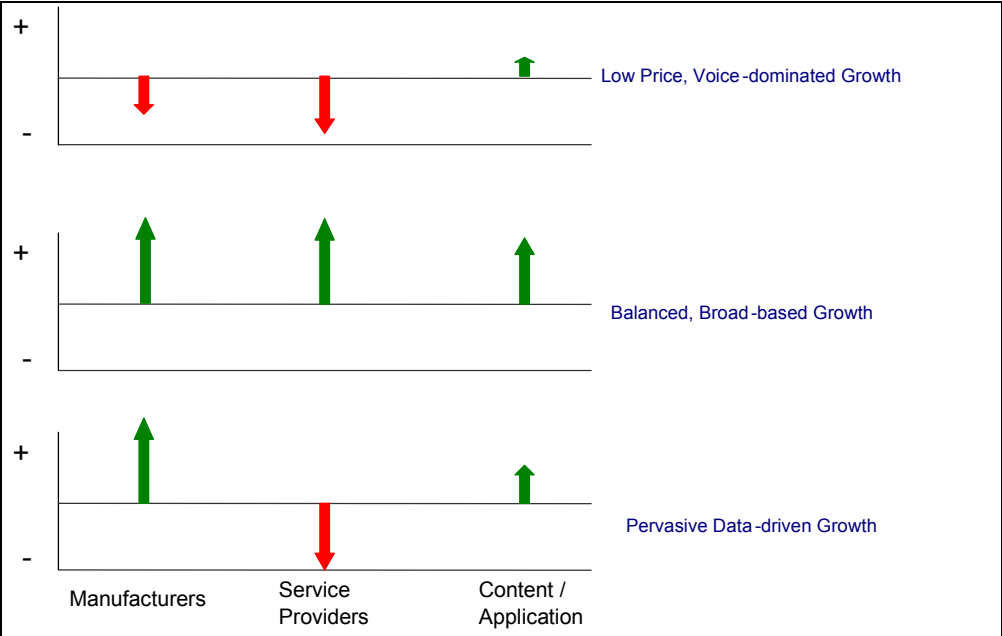 +
Low Price, Voice-dominated Growth
-
+
Balanced, Broad-based Growth
-
+
Pervasive Data-driven Growth
-
Manufacturers
Service
Providers
Content /
Application